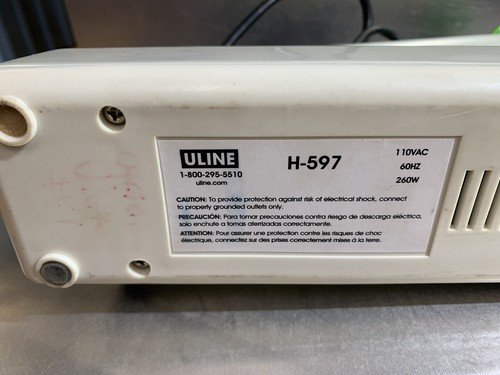 ULINE
1-800-295-5510
uline.com
H-597
110VAC
60HZ
260W
CAUTION: To provide protection against risk of electrical shock, connect
to properly grounded outlets only.
PRECAUCIÓN: Para tomar precauciones contra riesgo de descarga eléctrica,
solo enchufe a tomas aterrizadas correctamente.
ATTENTION: Pour assurer une protection contre les risques de choc
électrique, connectez sur des prises correctement mises à la terre.